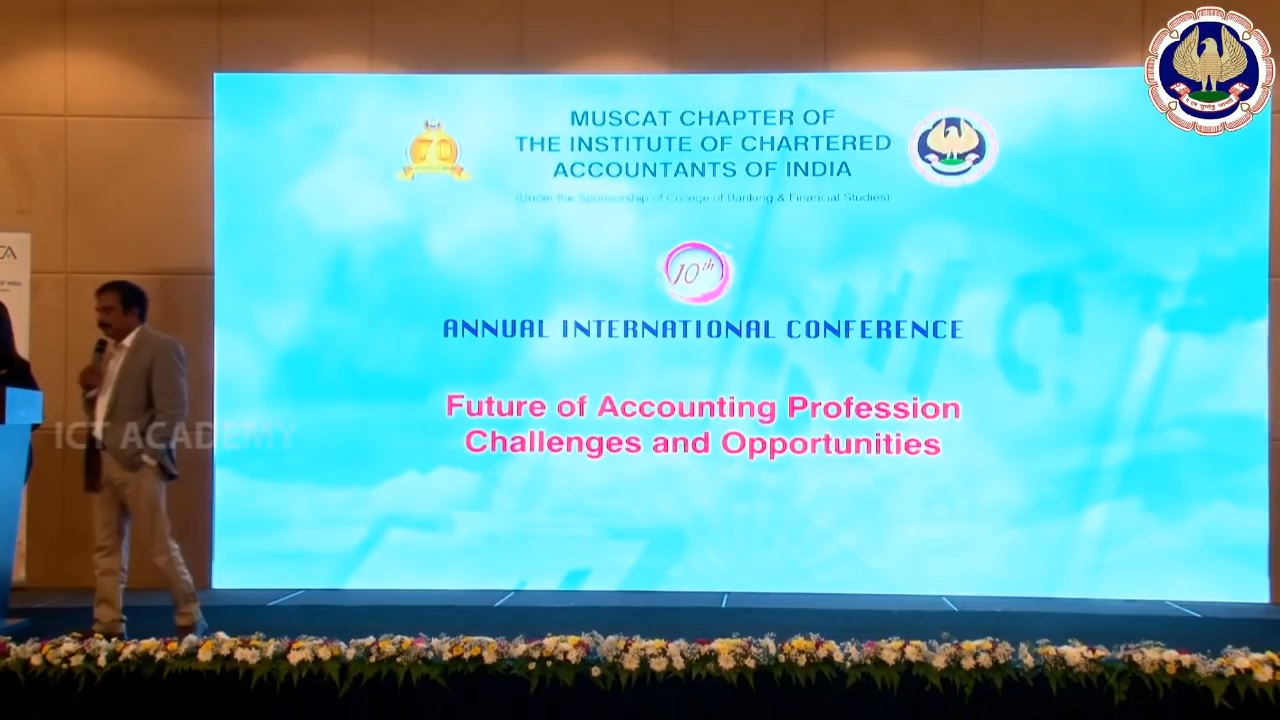 MUSCAT CHAPTER OF
THE INSTITUTE OF CHARTERED
ACCOUNTANTS OF INDIA
(Under the Sponsorship of College of Banking & Financial Studies)
70
10th
ANNUAL INTERNATIONAL CONFERENCE
Future of Accounting Profession
Challenges and Opportunities
ICT ACADEMY